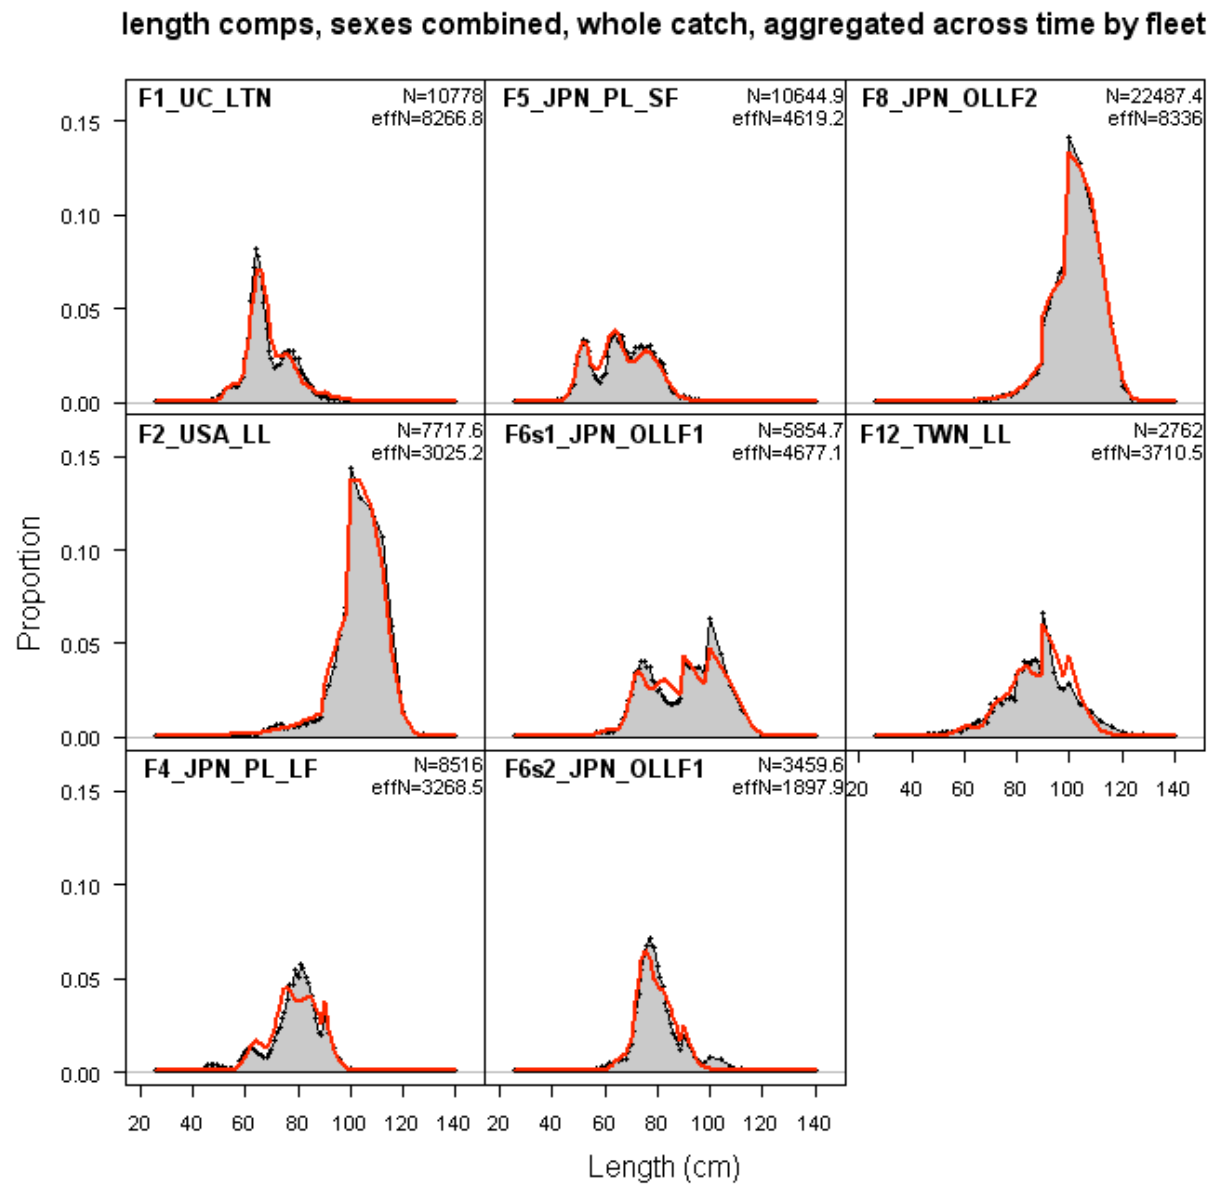 length comps, sexes combined, whole catch, aggregated across time by fleet
F1_UC_LTN
N=10778
effN=8266.8
F5_JPN_PL_SF
N=10644.9
effN=4619.2
F8_JPN_OLLF2
N=22487.4
effN=8336
0.15
0.10
0.05
0.00
F2_USA_LL
N=7717.6
effN=3025.2
F6s1_JPN_OLLF1
N=5854.7
effN=4677.1
F12_TWN_LL
N=2762
effN=3710.5
0.15
0.10
0.05
0.00
Proportion
20 40 60 80 100 120 140
F4_JPN_PL_LF
N=8516
effN=3268.5
F6s2_JPN_OLLF1
N=3459.6
effN=1897.9
0.15
0.10
0.05
0.00
20 40 60 80 100 120 140
20 40 60 80 100 120 140
Length (cm)